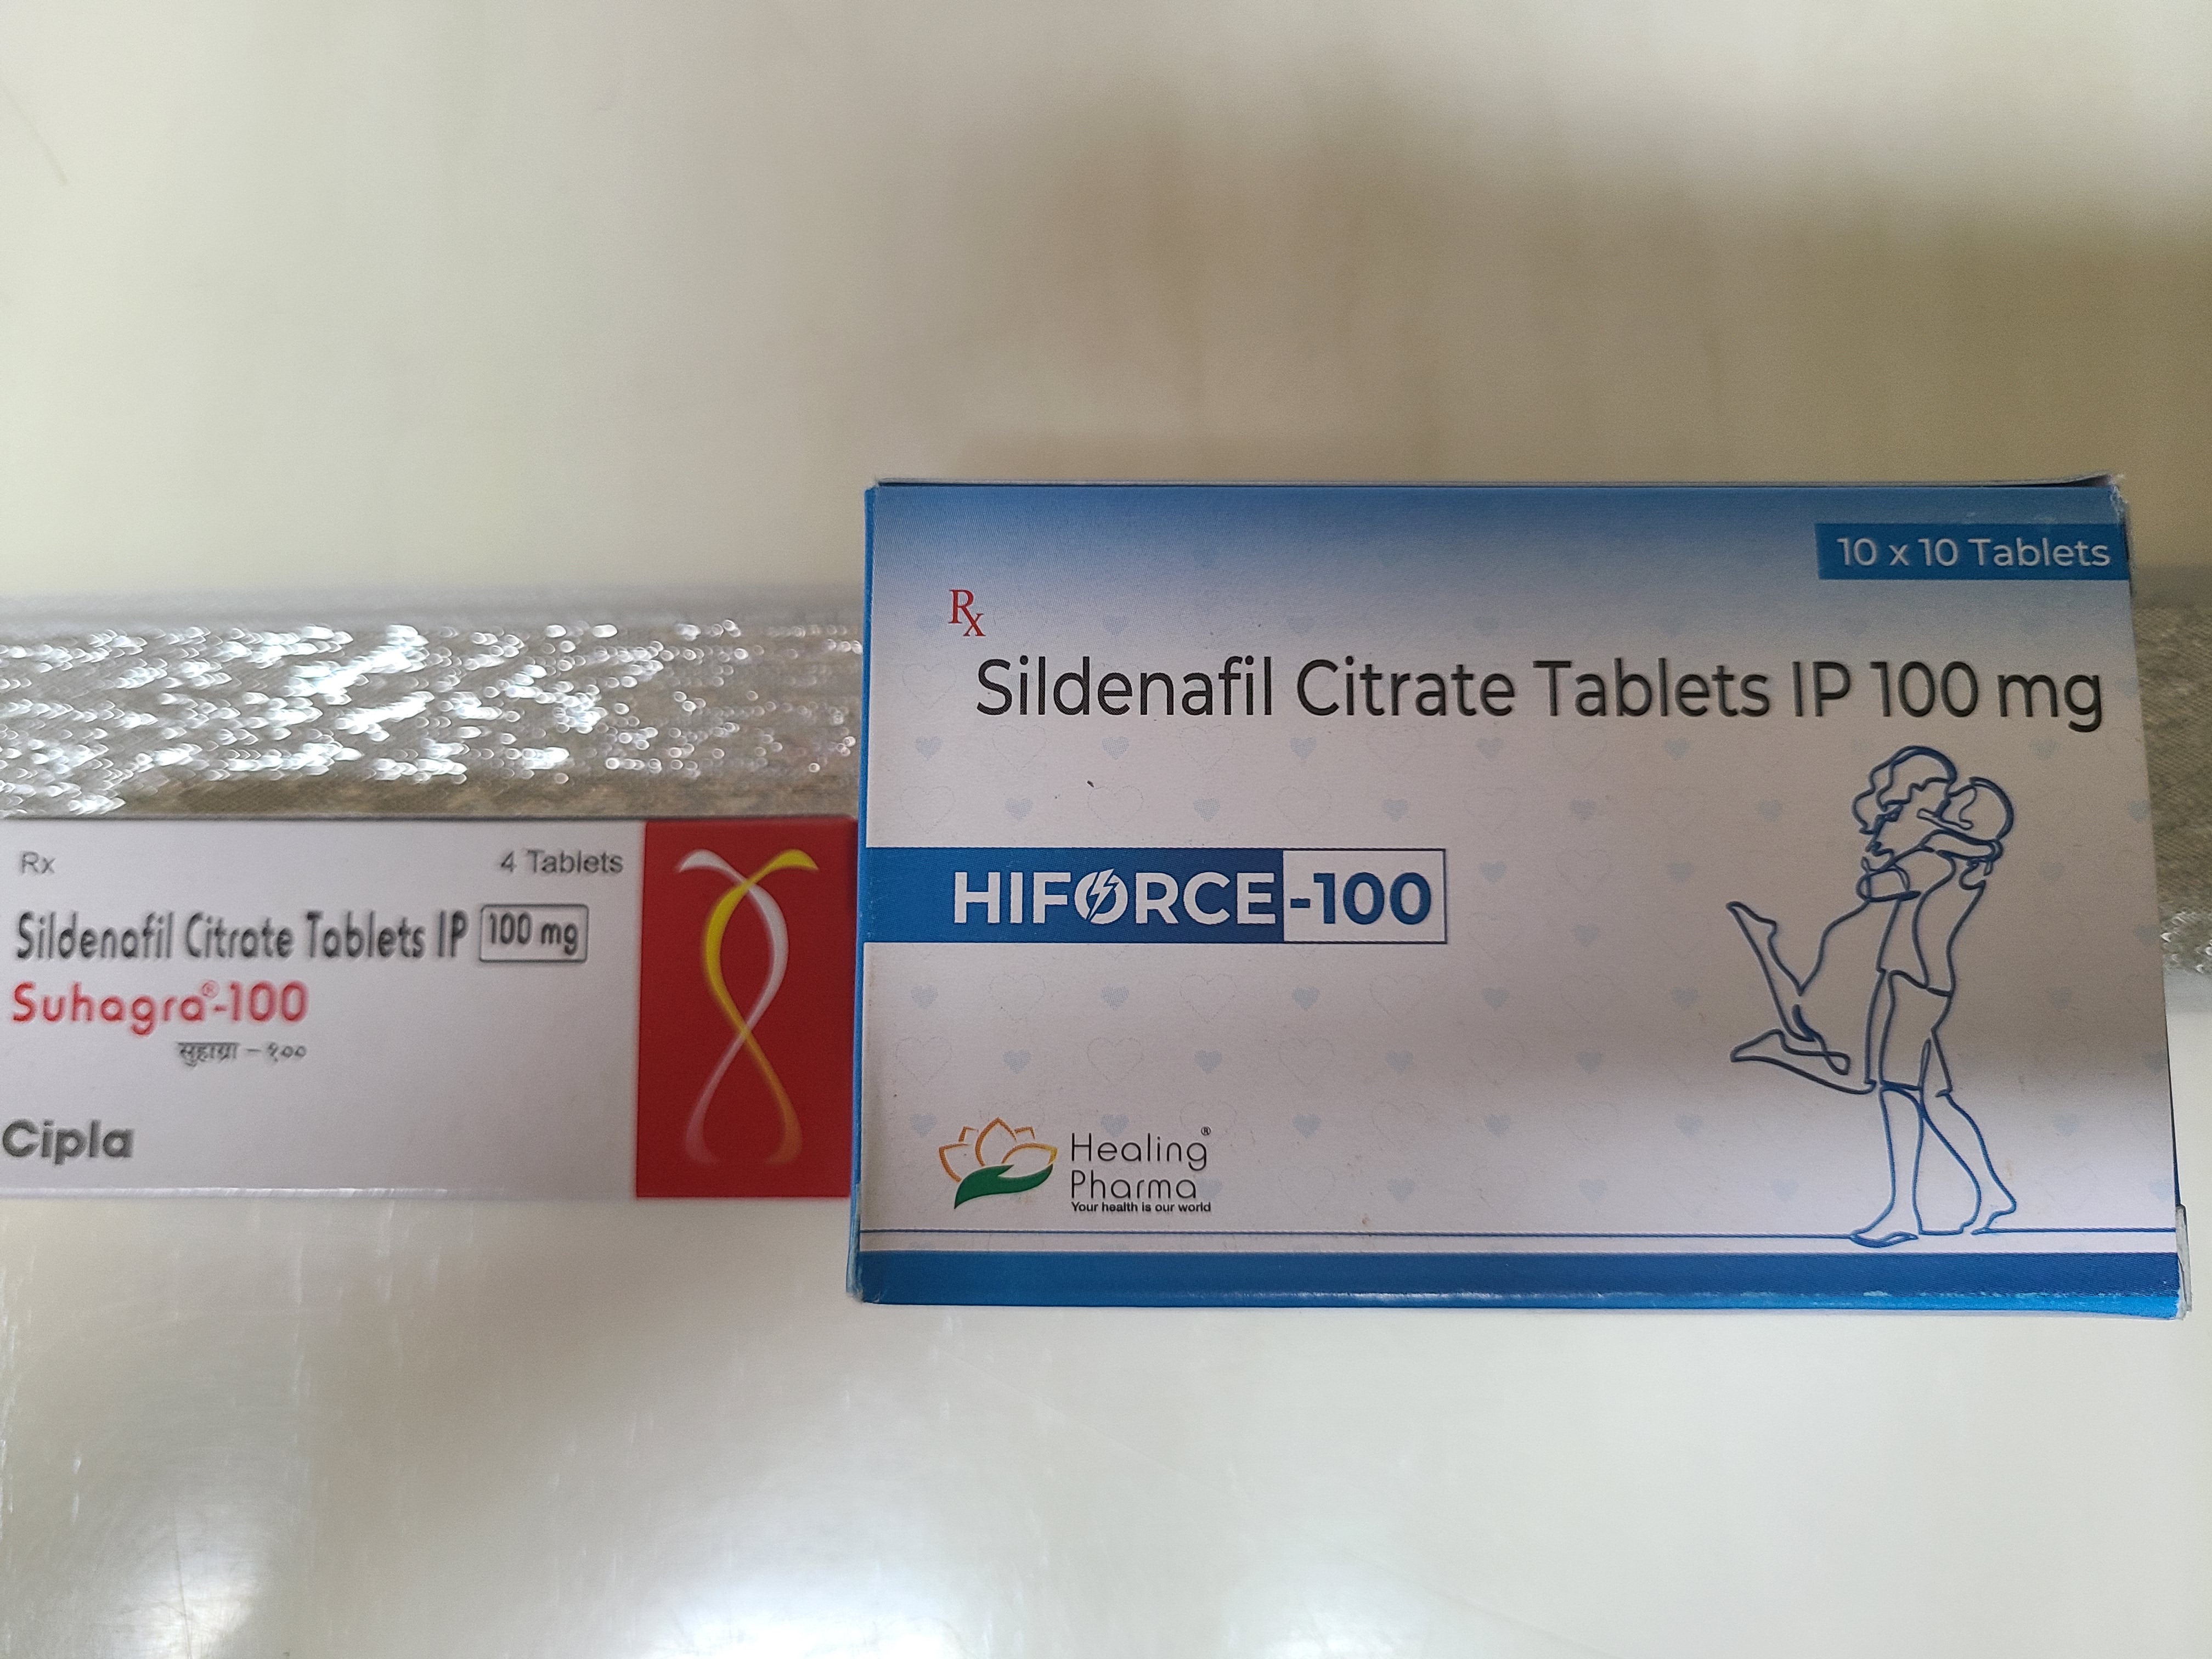 Rx
4 Tablets
Sildenafil Citrate Tablets IP 100 mg
Suhagra®-100
सुहाग्रा – १००
Cipla
10 x 10 Tablets
Rx
Sildenafil Citrate Tablets IP 100 mg
HIFORCE-100
Healing®
Pharma
Your health is our world